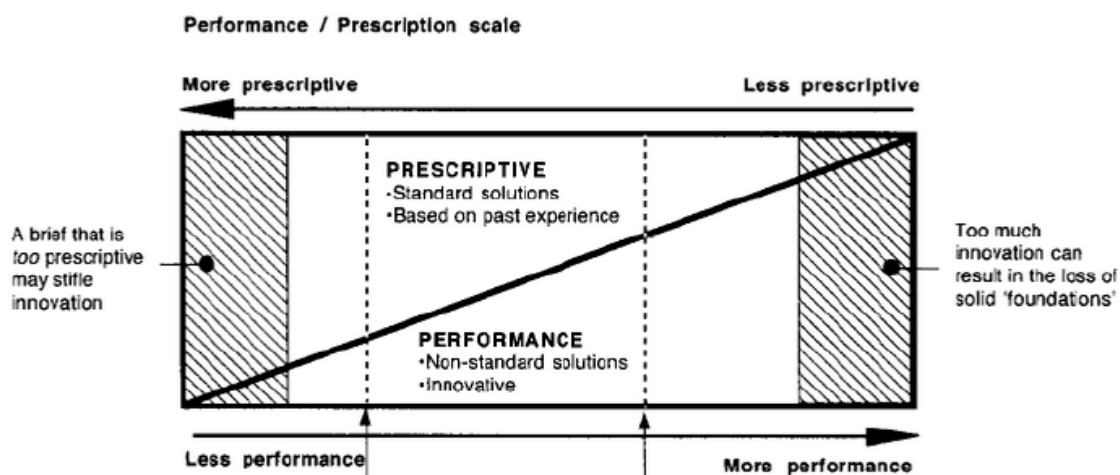 Performance / Prescription scale
More prescriptive
Less prescriptive
PRESCRIPTIVE
•Standard solutions
•Based on past experience
A brief that is
too prescriptive
may stifle
innovation
Too much
innovation can
result in the loss of
solid 'foundations'
PERFORMANCE
•Non-standard solutions
•Innovative
Less performance
More performance